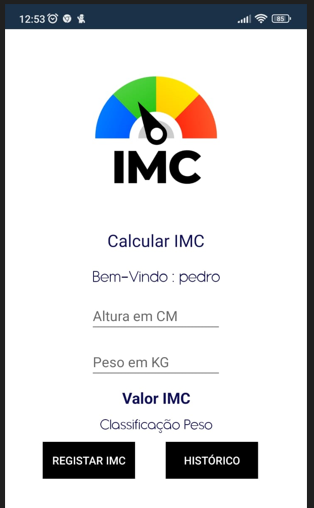 12:53
85
IMC
Calcular IMC
Bem-Vindo : pedro
Altura em CM
Peso em KG
Valor IMC
Classificação Peso
REGISTAR IMC
HISTÓRICO